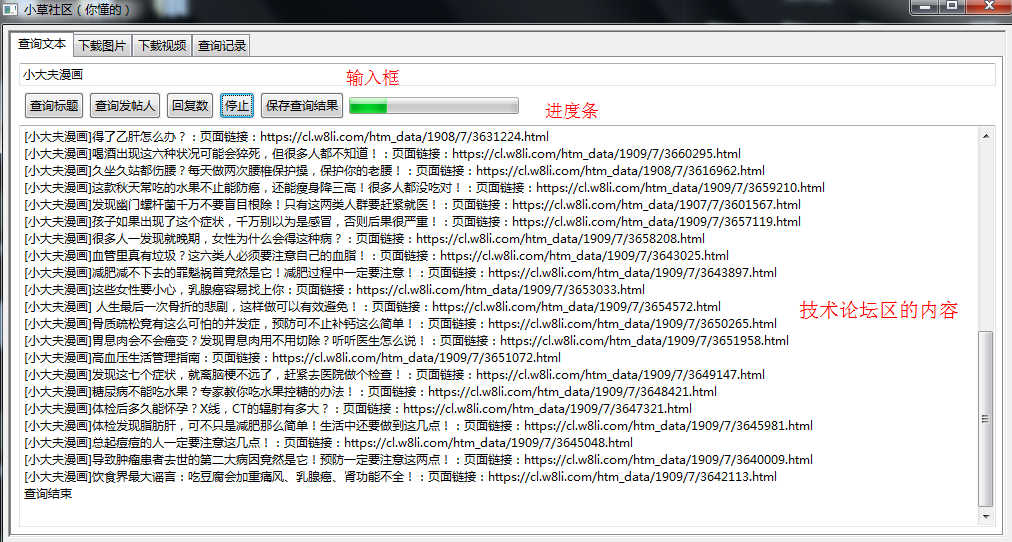 小草社区（你懂的）
查询文本 下载图片 下载视频 查询记录
小大夫漫画
输入框
查询标题 查询发帖人 回复数 停止 保存查询结果
进度条
[小大夫漫画]得了乙肝怎么办？：页面链接：https://cl.w8li.com/htm_data/1908/7/3631224.html
[小大夫漫画]喝酒出现这六种状况可能会猝死，但很多人都不知道！：页面链接：https://cl.w8li.com/htm_data/1909/7/3660295.html
[小大夫漫画]久坐久站都伤腰？每天做两次腰椎保护操，保护你的老腰！：页面链接：https://cl.w8li.com/htm_data/1908/7/3616962.html
[小大夫漫画]这款秋天常吃的水果不止能防癌，还能瘦身降三高！很多人都没吃对！：页面链接：https://cl.w8li.com/htm_data/1909/7/3659210.html
[小大夫漫画]发现幽门螺杆菌千万不要盲目根除！只有这两类人群要赶紧就医！：页面链接：https://cl.w8li.com/htm_data/1907/7/3601567.html
[小大夫漫画]孩子如果出现了这个症状，千万别以为是感冒，否则后果很严重！：页面链接：https://cl.w8li.com/htm_data/1909/7/3657119.html
[小大夫漫画]很多人一发现就晚期，女性为什么会得这种病？：页面链接：https://cl.w8li.com/htm_data/1909/7/3658208.html
[小大夫漫画]血管里真有垃圾？这六类人必须要注意自己的血脂！：页面链接：https://cl.w8li.com/htm_data/1909/7/3643025.html
[小大夫漫画]减肥减不下去的罪魁祸首竟然是它！减肥过程中一定要注意！：页面链接：https://cl.w8li.com/htm_data/1909/7/3643897.html
[小大夫漫画]这些女性要小心，乳腺癌容易找上你：页面链接：https://cl.w8li.com/htm_data/1909/7/3653033.html
[小大夫漫画] 人生最后一次骨折的悲剧，这样做可以有效避免！：页面链接：https://cl.w8li.com/htm_data/1909/7/3654572.html
技术论坛区的内容
[小大夫漫画]骨质疏松竟有这么可怕的并发症，预防可不止补钙这么简单！：页面链接：https://cl.w8li.com/htm_data/1909/7/3650265.html
[小大夫漫画]胃息肉会不会癌变？发现胃息肉用不用切除？听听医生怎么说！：页面链接：https://cl.w8li.com/htm_data/1909/7/3651958.html
[小大夫漫画]高血压生活管理指南：页面链接：https://cl.w8li.com/htm_data/1909/7/3651072.html
[小大夫漫画]发现这七个症状，就离脑梗不远了，赶紧去医院做个检查！：页面链接：https://cl.w8li.com/htm_data/1909/7/3649147.html
[小大夫漫画]糖尿病不能吃水果？专家教你吃水果控糖的办法！：页面链接：https://cl.w8li.com/htm_data/1909/7/3648421.html
[小大夫漫画]体检后多久能怀孕？X线，CT的辐射有多大？：页面链接：https://cl.w8li.com/htm_data/1909/7/3647321.html
[小大夫漫画]体检发现脂肪肝，可不只是减肥那么简单！生活中还要做到这几点！：页面链接：https://cl.w8li.com/htm_data/1909/7/3645981.html
[小大夫漫画]总起痘痘的人一定要注意这几点！：页面链接：https://cl.w8li.com/htm_data/1909/7/3645048.html
[小大夫漫画]导致肿瘤患者去世的第二大病因竟然是它！预防一定要注意这两点！：页面链接：https://cl.w8li.com/htm_data/1909/7/3640009.html
[小大夫漫画]饮食界最大谣言：吃豆腐会加重痛风、乳腺癌、肾功能不全！：页面链接：https://cl.w8li.com/htm_data/1909/7/3642113.html
查询结束